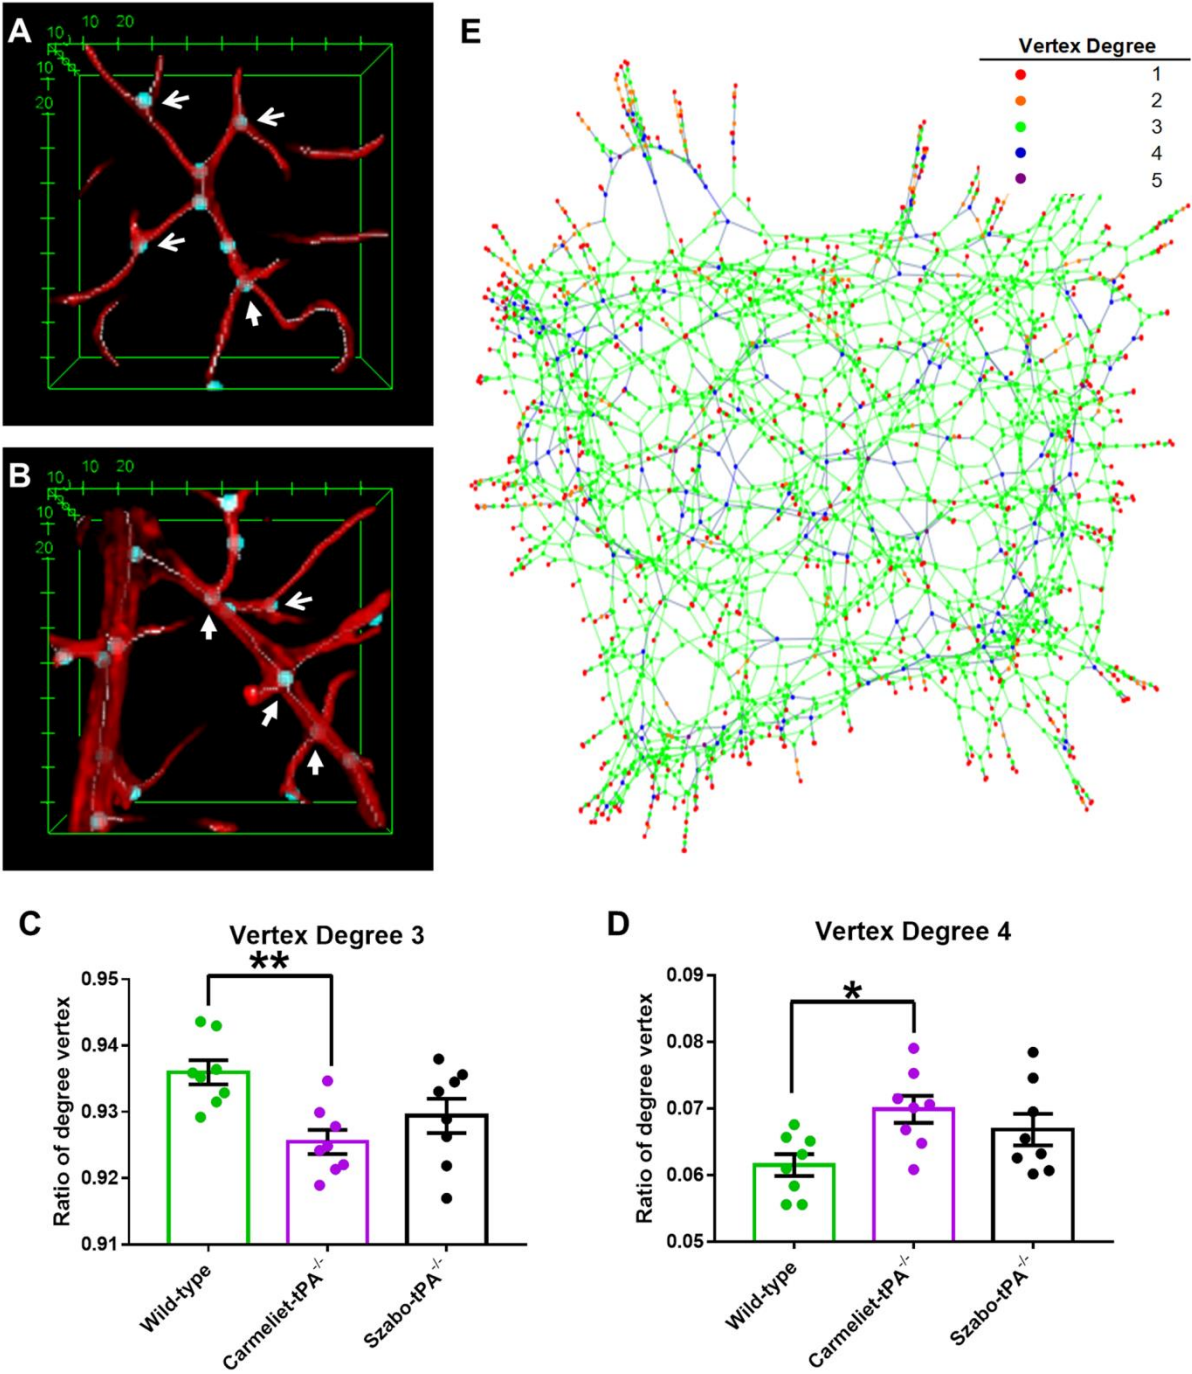 A
10 20
10
10
20
B
10 20
10
10
20
E
Vertex Degree
1
2
3
4
5
C
Vertex Degree 3
**
Ratio of degree vertex
0.95
0.94
0.93
0.92
0.91
Wild-type
Carmeliet-tPA-/-
Szabo-tPA-/-
D
Vertex Degree 4
*
Ratio of degree vertex
0.09
0.08
0.07
0.06
0.05
Wild-type
Carmeliet-tPA-/-
Szabo-tPA-/-